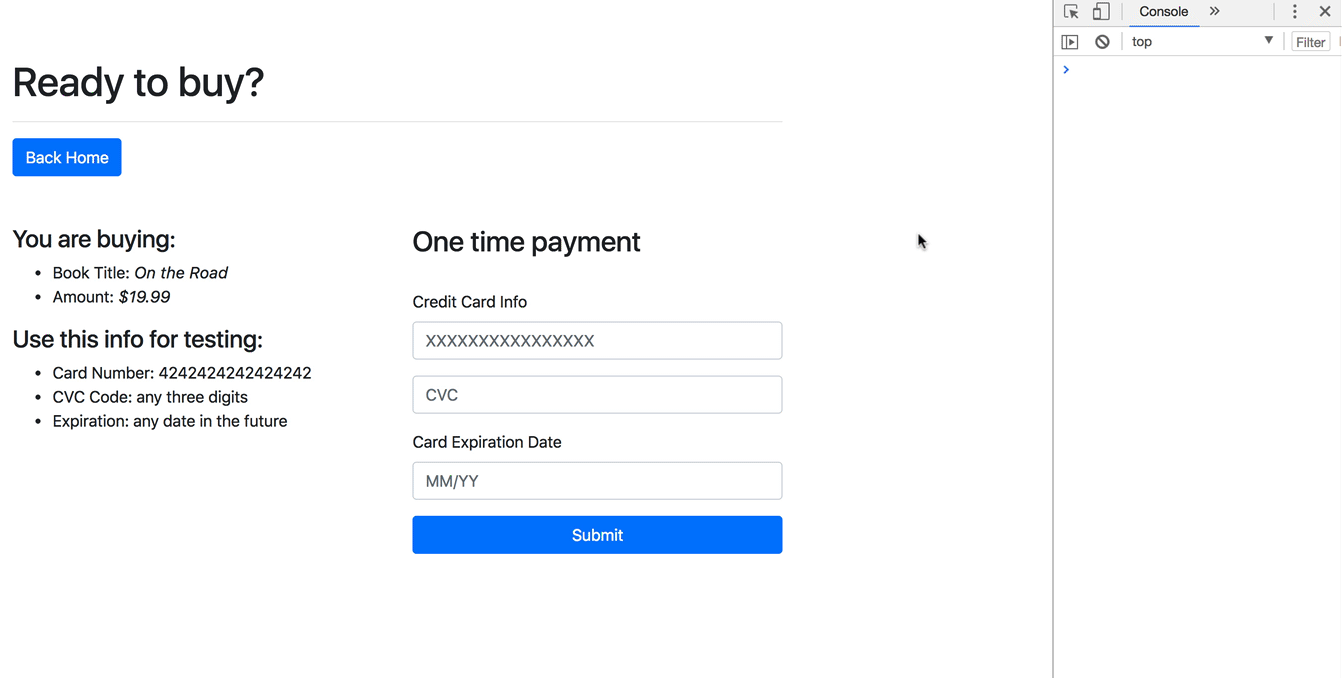 Ready to buy?
Back Home
You are buying:
Book Title: On the Road
Amount: $19.99
Use this info for testing:
Card Number: 4242424242424242
CVC Code: any three digits
Expiration: any date in the future
One time payment
Credit Card Info
XXXXXXXXXXXXXXXX
CVC
Card Expiration Date
MM/YY
Submit
Console
top
Filter